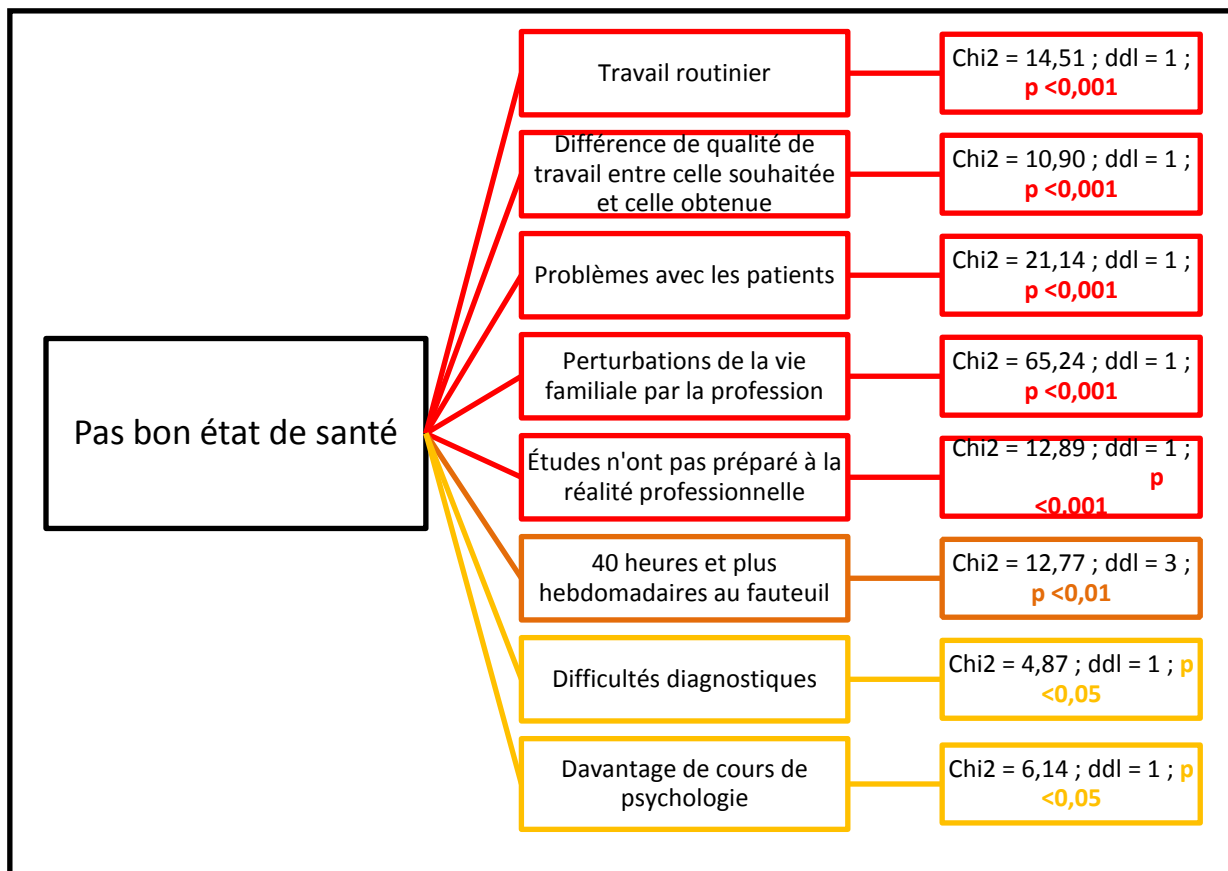 Pas bon état de santé
Travail routinier
Chi2 = 14,51 ; ddl = 1 ;
p <0,001
Différence de qualité de
travail entre celle souhaitée
et celle obtenue
Chi2 = 10,90 ; ddl = 1 ;
p <0,001
Problèmes avec les patients
Chi2 = 21,14 ; ddl = 1 ;
p <0,001
Perturbations de la vie
familiale par la profession
Chi2 = 65,24 ; ddl = 1 ;
p <0,001
Études n'ont pas préparé à la
réalité professionnelle
Chi2 = 12,89 ; ddl = 1 ;
p
<0,001
40 heures et plus
hebdomadaires au fauteuil
Chi2 = 12,77 ; ddl = 3 ;
p <0,01
Difficultés diagnostiques
Chi2 = 4,87 ; ddl = 1 ; p
<0,05
Davantage de cours de
psychologie
Chi2 = 6,14 ; ddl = 1 ; p
<0,05